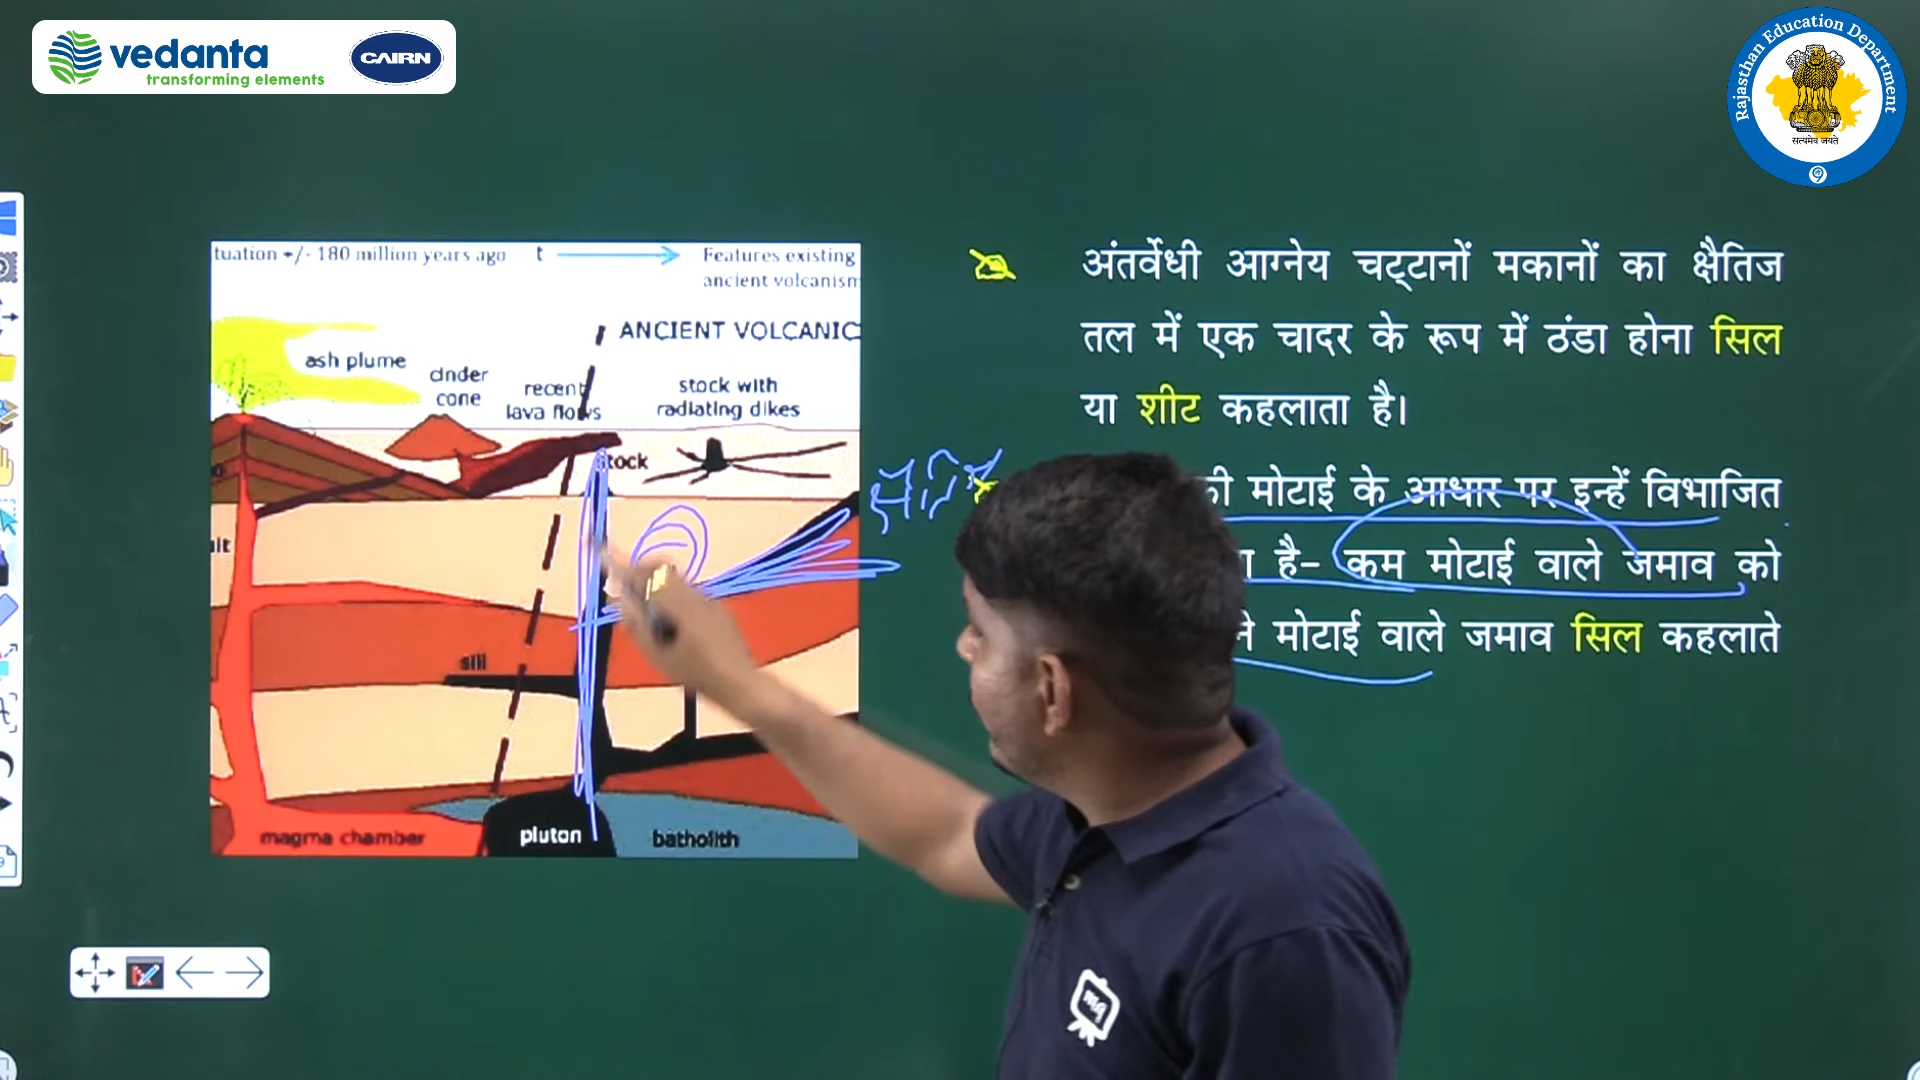 vedanta
transforming elements
CAIRN
Rajasthan Education Department
सत्यमेव जयते
tuation +/- 180 million years ago t Features existing
ancient volcanism
ANCIENT VOLCANIC
ash plume
cinder
cone
recent
lava flows
stock with
radiating dikes
stock
sill
magma chamber
pluton
batholith
अंतर्वेधी आग्नेय चट्टानों मकानों का क्षैतिज
तल में एक चादर के रूप में ठंडा होना सिल
या शीट कहलाता है।
की मोटाई के आधार पर इन्हें विभाजित
है– कम मोटाई वाले जमाव को
मोटाई वाले जमाव सिल कहलाते